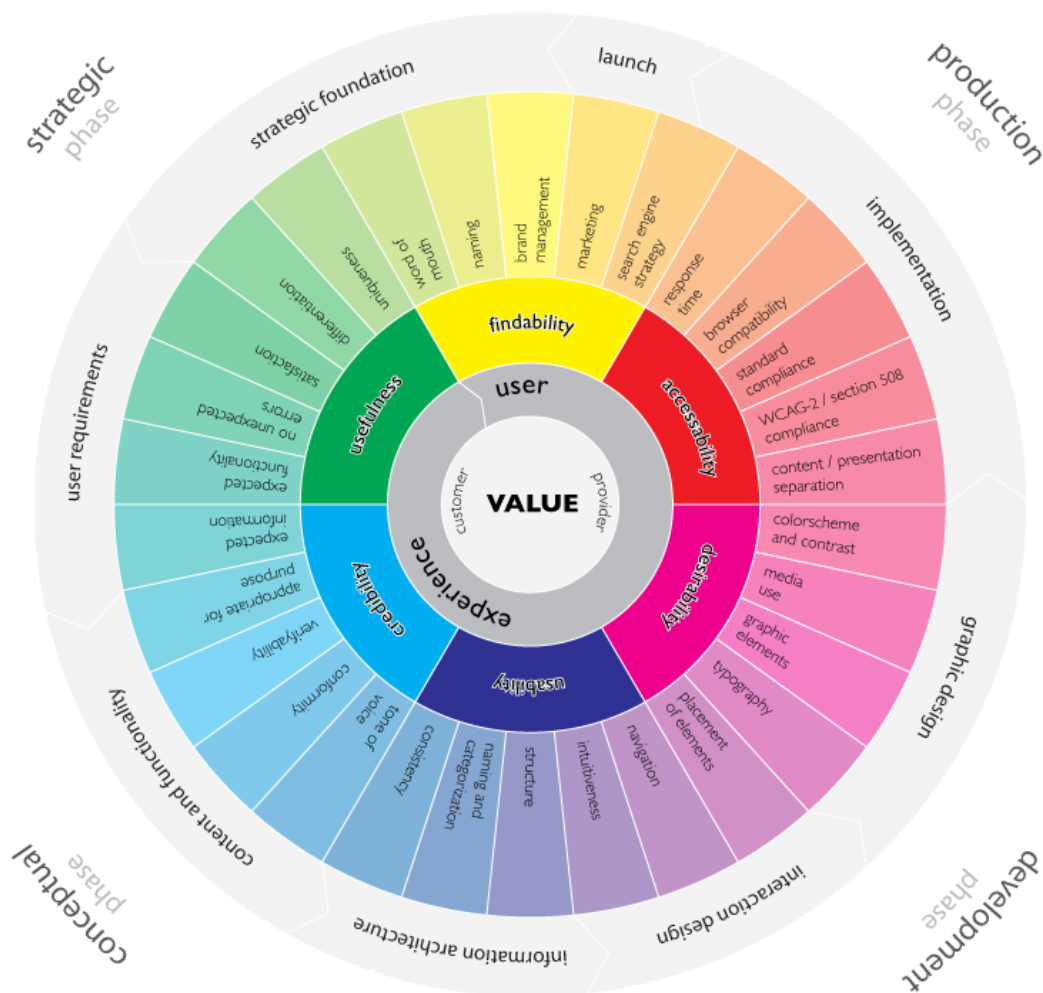 strategic
phase
production
phase
conceptual
phase
development
phase
strategic foundation
launch
implementation
graphic design
interaction design
information architecture
content and functionality
user requirements
brand
management
marketing
search engine
strategy
response
time
browser
compatibility
standard
compliance
WCAG-2 / section 508
compliance
content / presentation
separation
colorscheme
and contrast
media
use
graphic
elements
typography
placement
of elements
navigation
intuitiveness
structure
naming and
categorization
consistency
tone of
voice
conformity
verifyability
appropriate for
purpose
expected
information
expected
functionality
no unexpected
errors
satisfaction
differentiation
uniqueness
word of
mouth
naming
findability
accessability
desirability
usability
credibility
usefulness
user
experience
customer
VALUE
provider